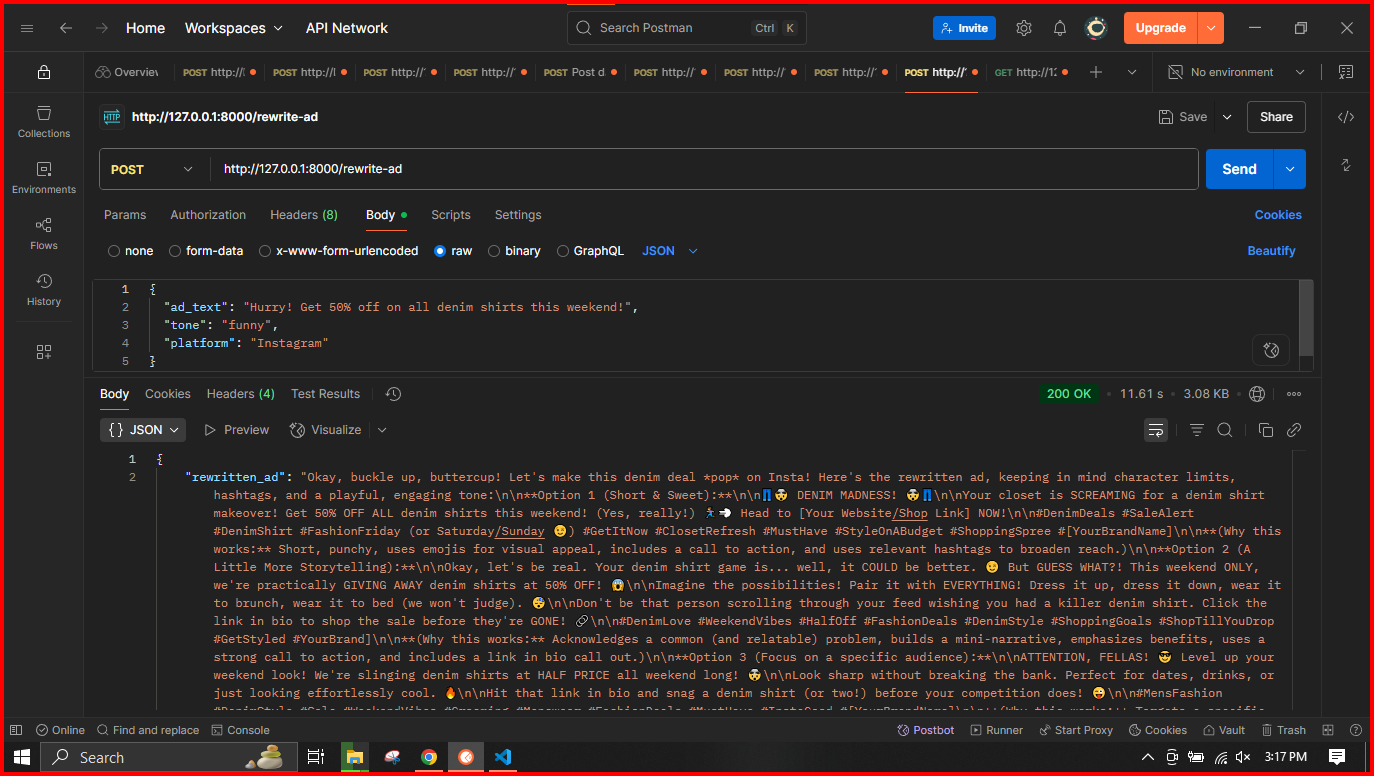 Home Workspaces API Network Search Postman Ctrl K Invite Upgrade
Overview POST http://l POST http://l POST http://' POST http://' POST Post d POST http://' POST http://' POST http://' POST http://' GET http://12 No environment
HTTP http://127.0.0.1:8000/rewrite-ad Save Share
Collections
Environments
Flows
History
POST http://127.0.0.1:8000/rewrite-ad Send
Params Authorization Headers (8) Body Scripts Settings Cookies
none form-data x-www-form-urlencoded raw binary GraphQL JSON Beautify
1 {
2 "ad_text": "Hurry! Get 50% off on all denim shirts this weekend!",
3 "tone": "funny",
4 "platform": "Instagram"
5 }
Body Cookies Headers (4) Test Results 200 OK • 11.61 s • 3.08 KB
{} JSON Preview Visualize
1 {
2 "rewritten_ad": "Okay, buckle up, buttercup! Let's make this denim deal *pop* on Insta! Here's the rewritten ad, keeping in mind character limits,
hashtags, and a playful, engaging tone:\n\n**Option 1 (Short & Sweet):**\n\n👖🤯 DENIM MADNESS! 🤯👖\n\nYour closet is SCREAMING for a denim shirt
makeover! Get 50% OFF ALL denim shirts this weekend! (Yes, really!) 🏃‍♂️💨 Head to [Your Website/Shop Link] NOW!\n\n#DenimDeals #SaleAlert
#DenimShirt #FashionFriday (or Saturday/Sunday 😉) #GetItNow #ClosetRefresh #MustHave #StyleOnABudget #ShoppingSpree #[YourBrandName]\n\n**(Why this
works:** Short, punchy, uses emojis for visual appeal, includes a call to action, and uses relevant hashtags to broaden reach.)\n\n**Option 2 (A
Little More Storytelling):**\n\nOkay, let's be real. Your denim shirt game is... well, it COULD be better. 😉 But GUESS WHAT?! This weekend ONLY,
we're practically GIVING AWAY denim shirts at 50% OFF! 😱\n\nImagine the possibilities! Pair it with EVERYTHING! Dress it up, dress it down, wear it
to brunch, wear it to bed (we won't judge). 😴\n\nDon't be that person scrolling through your feed wishing you had a killer denim shirt. Click the
link in bio to shop the sale before they're GONE! 🔗\n\n#DenimLove #WeekendVibes #HalfOff #FashionDeals #DenimStyle #ShoppingGoals #ShopTillYouDrop
#GetStyled #YourBrand]\n\n**(Why this works:** Acknowledges a common (and relatable) problem, builds a mini-narrative, emphasizes benefits, uses a
strong call to action, and includes a link in bio call out.)\n\n**Option 3 (Focus on a specific audience):**\n\nATTENTION, FELLAS! 😎 Level up your
weekend look! We're slinging denim shirts at HALF PRICE all weekend long! 🤯\n\nLook sharp without breaking the bank. Perfect for dates, drinks, or
just looking effortlessly cool. 🔥\n\nHit that link in bio and snag a denim shirt (or two!) before your competition does! 😜\n\n#MensFashion
Online Find and replace Console Postbot Runner Start Proxy Cookies Vault Trash
Search 3:17 PM